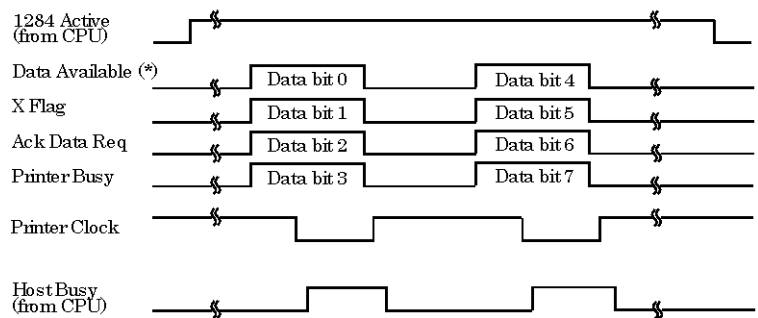 1284 Active
(from CPU)
Data Available (*)
Data bit 0
Data bit 4
X Flag
Data bit 1
Data bit 5
Ack Data Req
Data bit 2
Data bit 6
Printer Busy
Data bit 3
Data bit 7
Printer Clock
Host Busy
(from CPU)